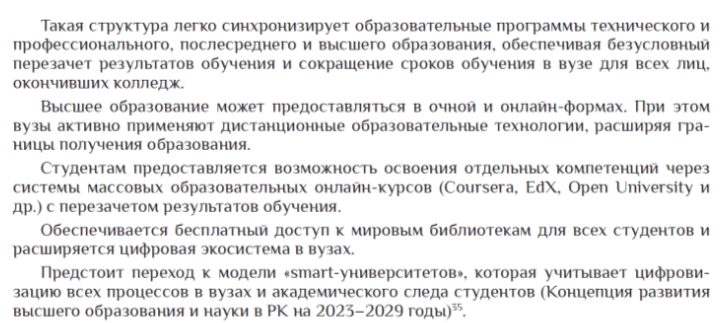 Такая структура легко синхронизирует образовательные программы технического и
профессионального, послесреднего и высшего образования, обеспечивая безусловный
перезачет результатов обучения и сокращение сроков обучения в вузе для всех лиц,
окончивших колледж.
Высшее образование может предоставляться в очной и онлайн-формах. При этом
вузы активно применяют дистанционные образовательные технологии, расширяя гра-
ницы получения образования.
Студентам предоставляется возможность освоения отдельных компетенций через
системы массовых образовательных онлайн-курсов (Coursera, EdX, Open University и
др.) с перезачетом результатов обучения.
Обеспечивается бесплатный доступ к мировым библиотекам для всех студентов и
расширяется цифровая экосистема в вузах.
Предстоит переход к модели «smart-университетов», которая учитывает цифрови-
зацию всех процессов в вузах и академического следа студентов (Концепция развития
высшего образования и науки в РК на 2023–2029 годы)³⁵.